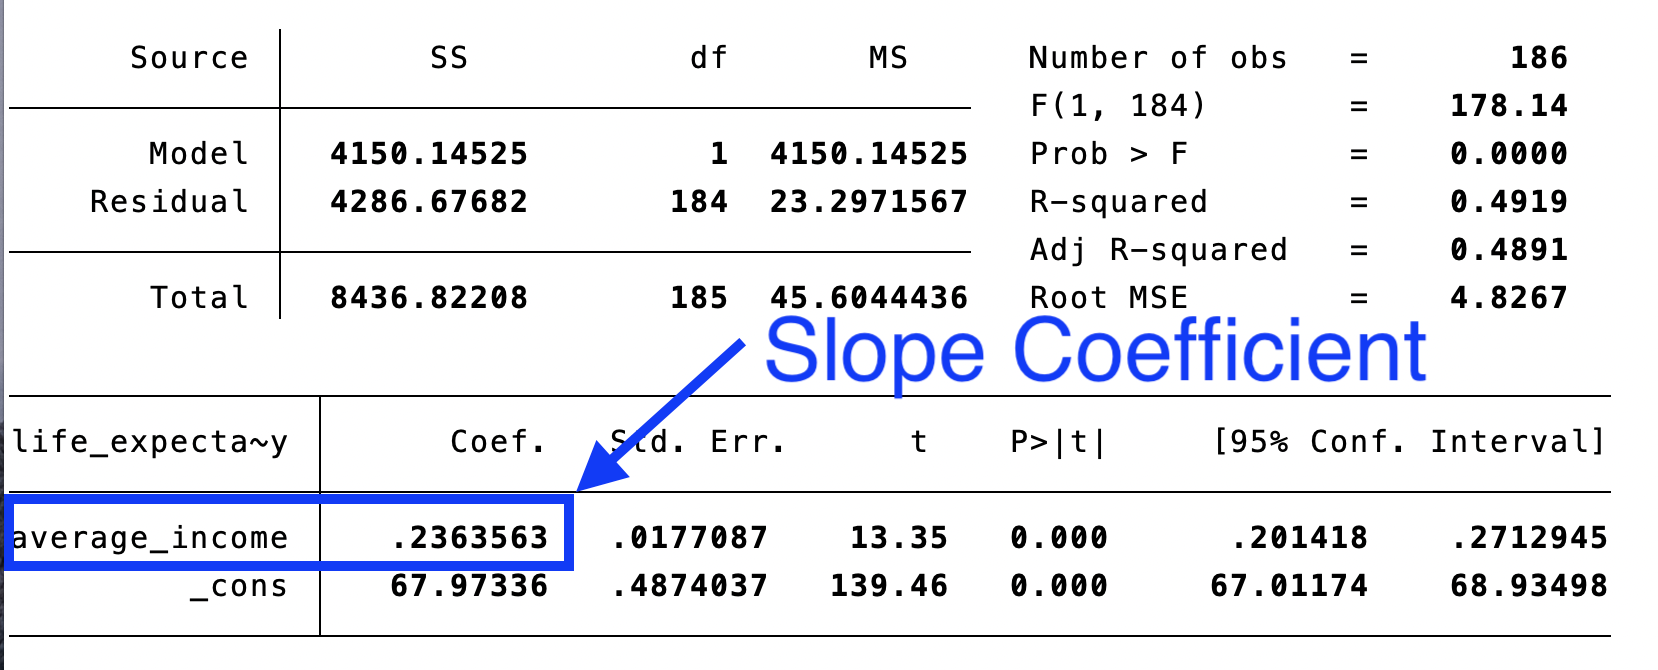 Source SS df MS Number of obs = 186
F(1, 184) = 178.14
Model 4150.14525 1 4150.14525 Prob > F = 0.0000
Residual 4286.67682 184 23.2971567 R-squared = 0.4919
Adj R-squared = 0.4891
Total 8436.82208 185 45.6044436 Root MSE = 4.8267
Slope Coefficient
life_expecta~y Coef. Std. Err. t P>|t| [95% Conf. Interval]
average_income .2363563 .0177087 13.35 0.000 .201418 .2712945
_cons 67.97336 .4874037 139.46 0.000 67.01174 68.93498